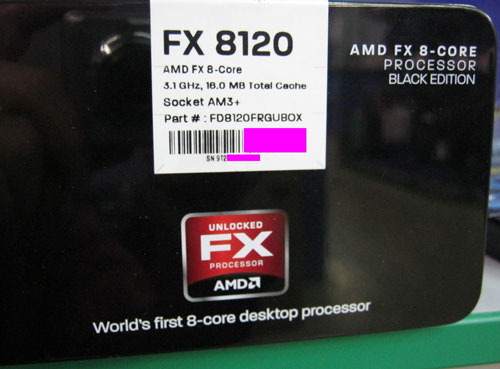 FX 8120
AMD FX 8-Core
3.1 GHz, 16.0 MB Total Cache
Socket AM3+
Part # : FD8120FRGUBOX
SN 9T2
AMD FX 8-CORE
PROCESSOR
BLACK EDITION
UNLOCKED
FX
PROCESSOR
AMD
World's first 8-core desktop processor